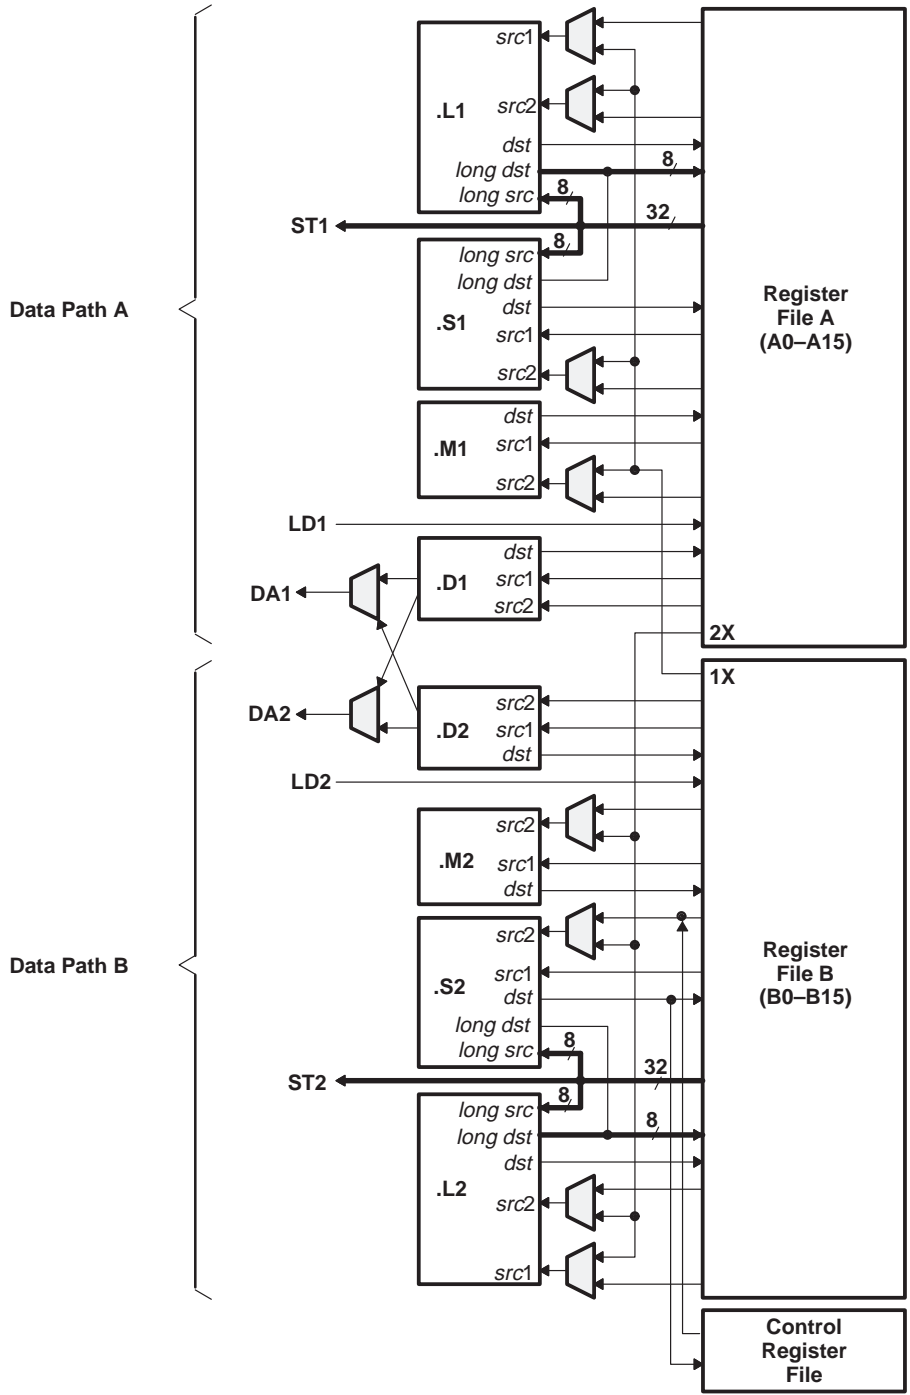 src1
src2
.L1
dst
long dst
8
long src
8
ST1
32
8
long src
long dst
Data Path A
dst
.S1
src1
src2
Register
File A
(A0–A15)
dst
.M1
src1
src2
LD1
dst
DA1
.D1
src1
src2
2X
1X
src2
DA2
.D2
src1
dst
LD2
src2
.M2
src1
dst
src2
Data Path B
src1
.S2
dst
Register
File B
(B0–B15)
long dst
long src
8
ST2
32
8
long src
long dst
8
dst
.L2
src2
src1
Control
Register
File